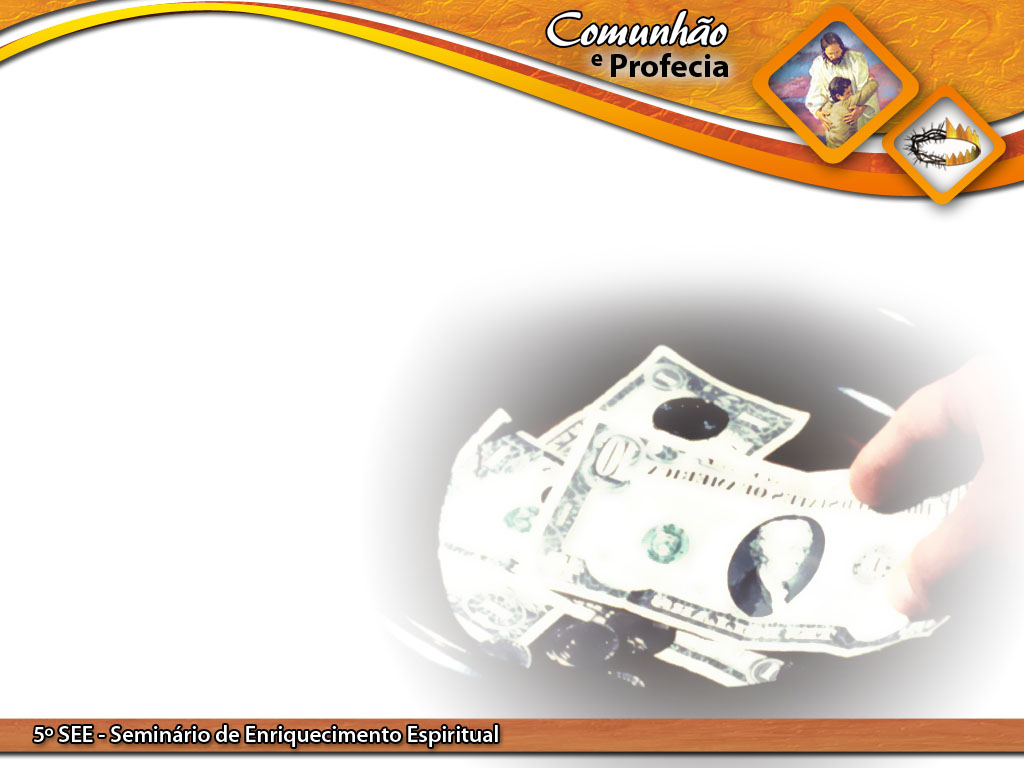 Comunhão
e Profecia
5º SEE - Seminário de Enriquecimento Espiritual